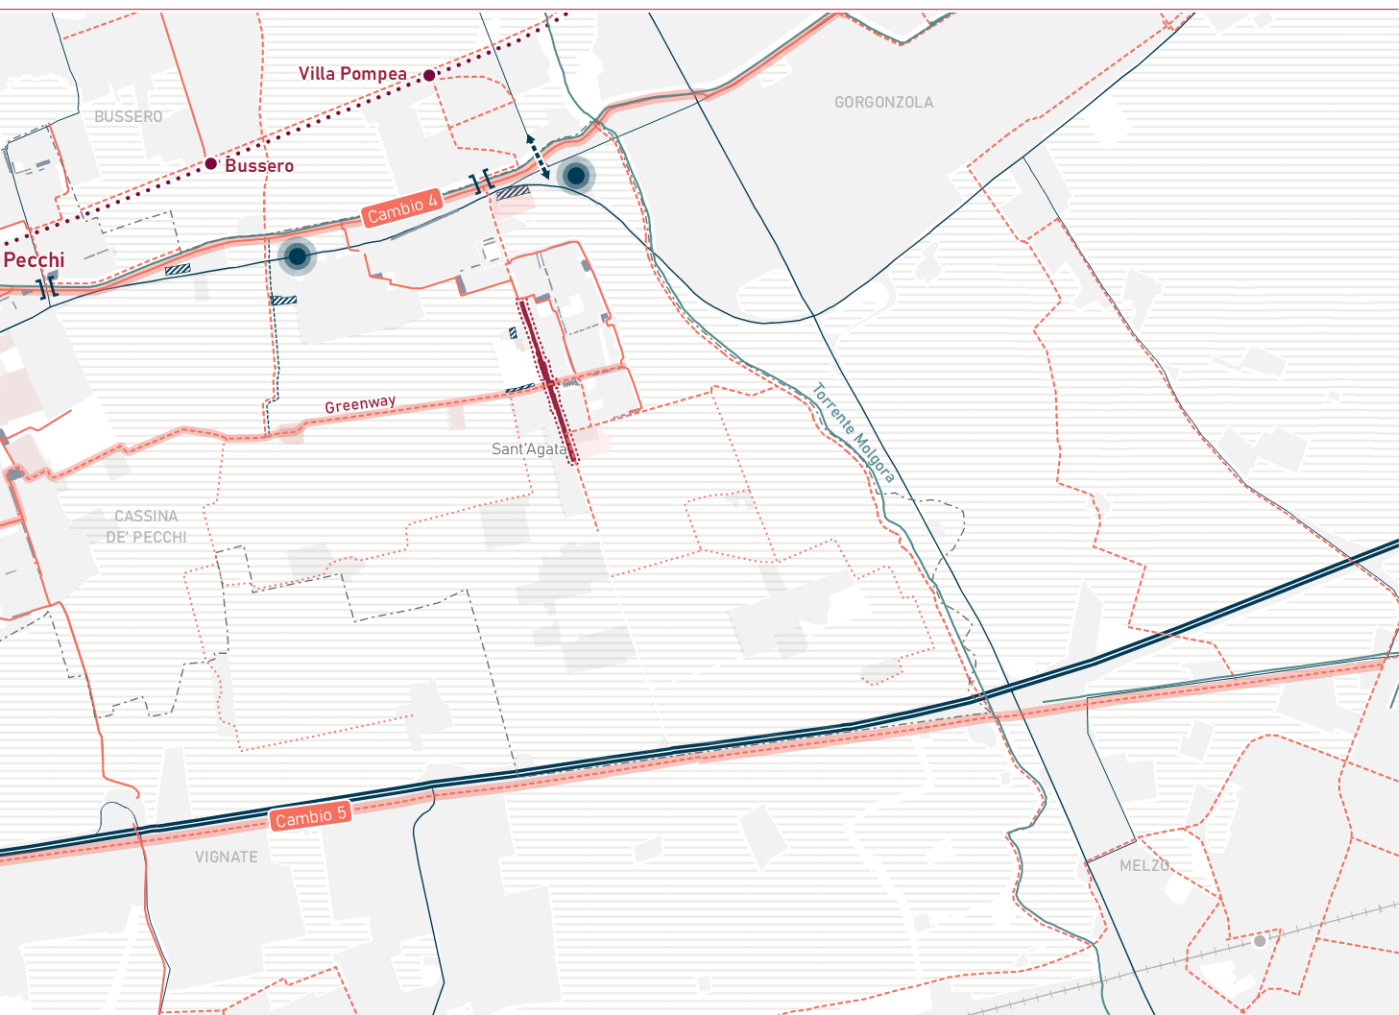 Villa Pompea
GORGONZOLA
BUSSERO
Bussero
Cambio 4
Pecchi
Greenway
Torrente Molgora
Sant'Agata
CASSINA
DE' PECCHI
Cambio 5
VIGNATE
MELZO